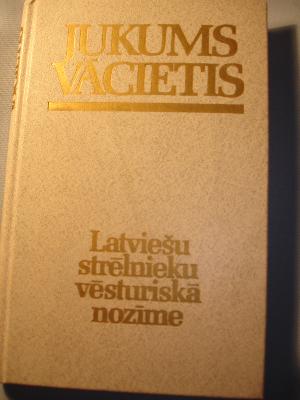 JUKUMS
VĀCIETIS
Latviešu
strēlnieku
vēsturiskā
nozīme